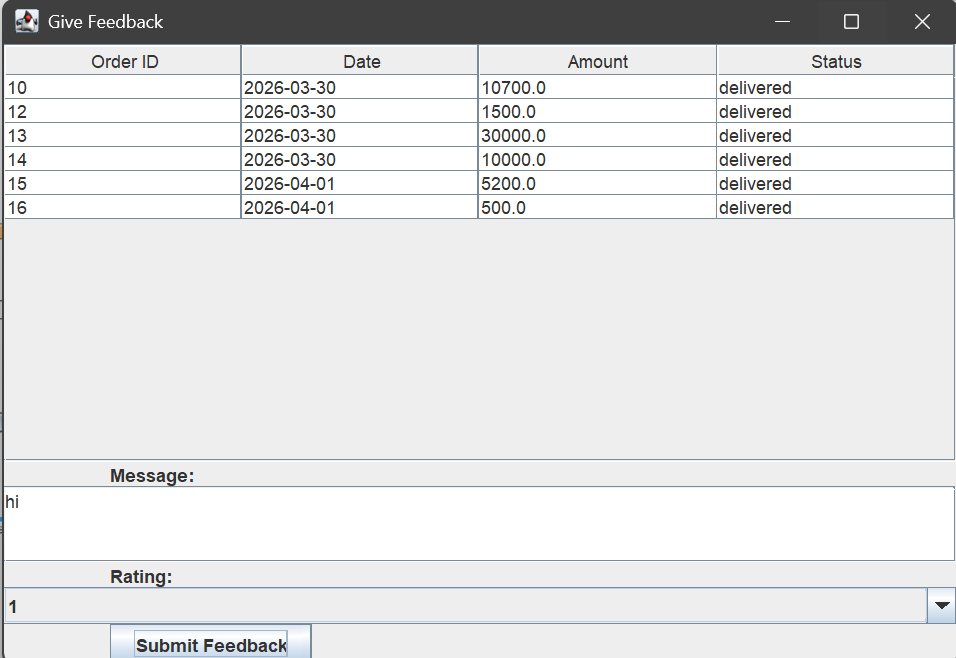 Give Feedback
Order ID Date Amount Status
10 2026-03-30 10700.0 delivered
12 2026-03-30 1500.0 delivered
13 2026-03-30 30000.0 delivered
14 2026-03-30 10000.0 delivered
15 2026-04-01 5200.0 delivered
16 2026-04-01 500.0 delivered
Message:
hi
Rating:
1
Submit Feedback